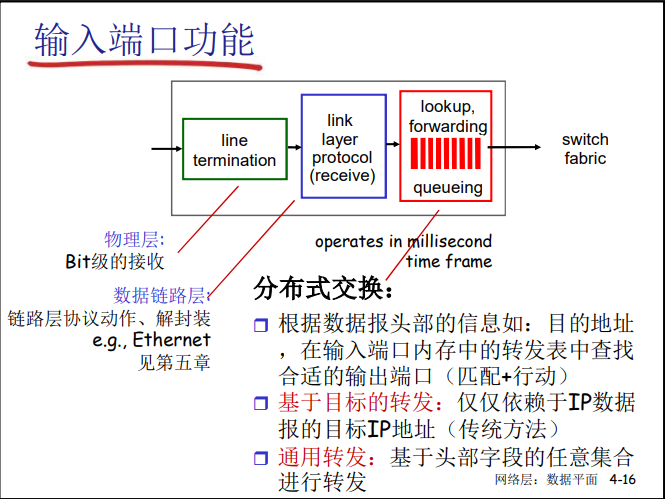 输入端口功能
line
termination
link
layer
protocol
(receive)
lookup,
forwarding
queueing
switch
fabric
物理层:
Bit级的接收
数据链路层:
链路层协议动作、解封装
e.g., Ethernet
见第五章
operates in millisecond
time frame
分布式交换:
根据数据报头部的信息如：目的地址
，在输入端口内存中的转发表中查找
合适的输出端口（匹配+行动）
基于目标的转发：仅仅依赖于IP数据
报的目标IP地址（传统方法）
通用转发：基于头部字段的任意集合
进行转发
网络层：数据平面 4-16